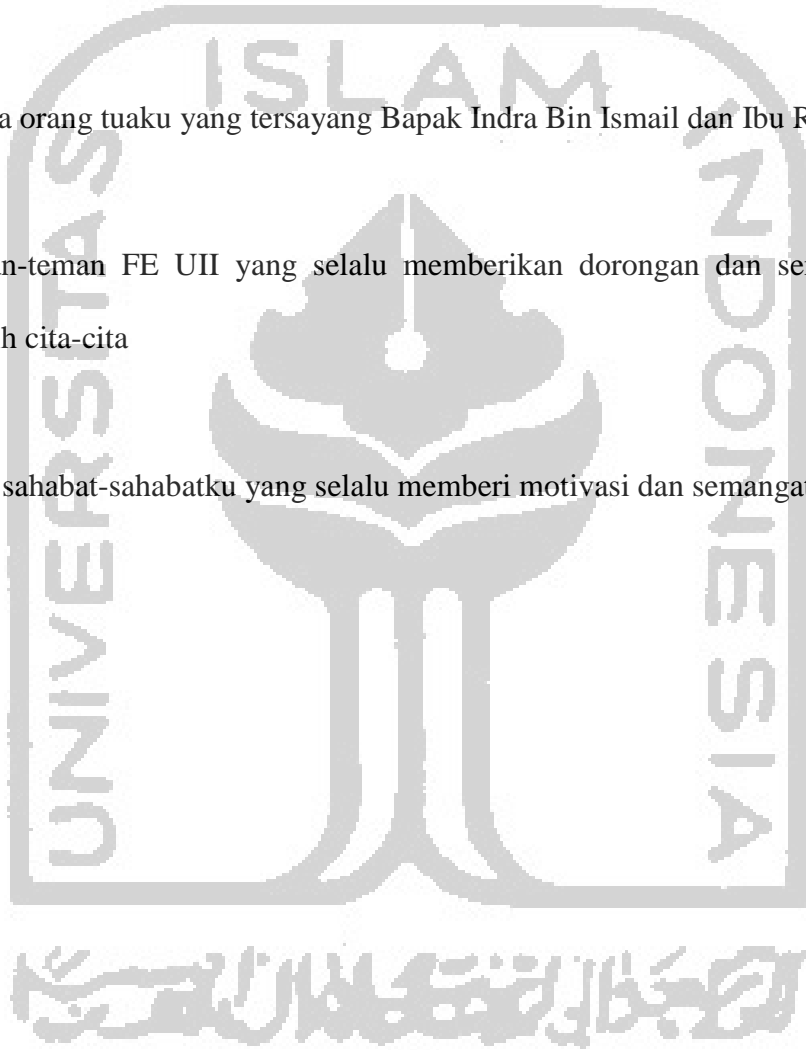 ISLAM
UNIVERSITAS
INDONESIA
a orang tuaku yang tersayang Bapak Indra Bin Ismail dan Ibu R
n-teman FE UII yang selalu memberikan dorongan dan se
h cita-cita
sahabat-sahabatku yang selalu memberi motivasi dan semangat